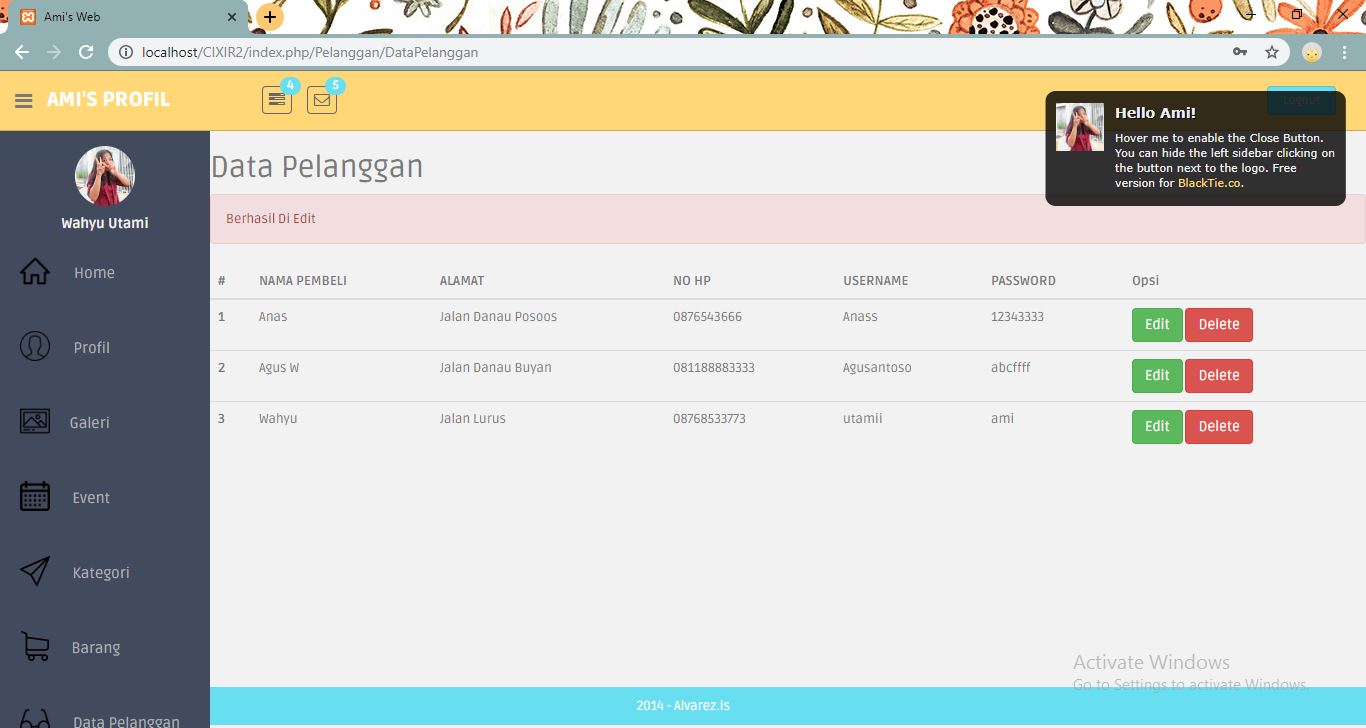 Ami's Web
localhost/CIXIR2/index.php/Pelanggan/DataPelanggan
AMI'S PROFIL
4
5
Logout
Hello Ami!
Hover me to enable the Close Button.
You can hide the left sidebar clicking on
the button next to the logo. Free
version for BlackTie.co.
Wahyu Utami
Home
Profil
Galeri
Event
Kategori
Barang
Data Pelanggan
Data Pelanggan
Berhasil Di Edit
# NAMA PEMBELI ALAMAT NO HP USERNAME PASSWORD Opsi
1 Anas Jalan Danau Posoos 0876543666 Anass 12343333 Edit Delete
2 Agus W Jalan Danau Buyan 081188883333 Agusantoso abcffff Edit Delete
3 Wahyu Jalan Lurus 08768533773 utamii ami Edit Delete
Activate Windows
Go to Settings to activate Windows.
2014 - Alvarez.Is